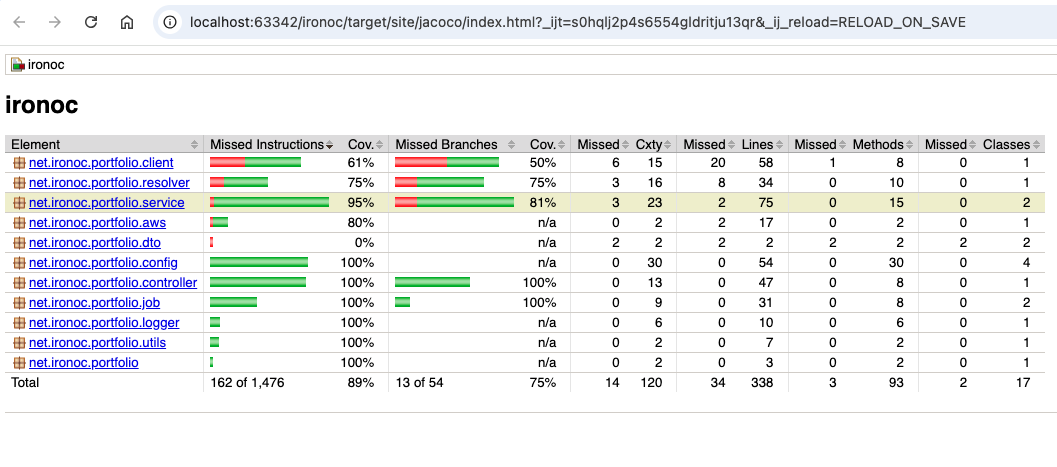 localhost:63342/ironoc/target/site/jacoco/index.html?_ijt=s0hqlj2p4s6554gldritju13qr&_ij_reload=RELOAD_ON_SAVE
ironoc
ironoc
Element Missed Instructions Cov. Missed Branches Cov. Missed Cxty Missed Lines Missed Methods Missed Classes
net.ironoc.portfolio.client 61% 50% 6 15 20 58 1 8 0 1
net.ironoc.portfolio.resolver 75% 75% 3 16 8 34 0 10 0 1
net.ironoc.portfolio.service 95% 81% 3 23 2 75 0 15 0 2
net.ironoc.portfolio.aws 80% n/a 0 2 2 17 0 2 0 1
net.ironoc.portfolio.dto 0% n/a 2 2 2 2 2 2 2 2
net.ironoc.portfolio.config 100% n/a 0 30 0 54 0 30 0 4
net.ironoc.portfolio.controller 100% 100% 0 13 0 47 0 8 0 1
net.ironoc.portfolio.job 100% 100% 0 9 0 31 0 8 0 2
net.ironoc.portfolio.logger 100% n/a 0 6 0 10 0 6 0 1
net.ironoc.portfolio.utils 100% n/a 0 2 0 7 0 2 0 1
net.ironoc.portfolio 100% n/a 0 2 0 3 0 2 0 1
Total 162 of 1,476 89% 13 of 54 75% 14 120 34 338 3 93 2 17